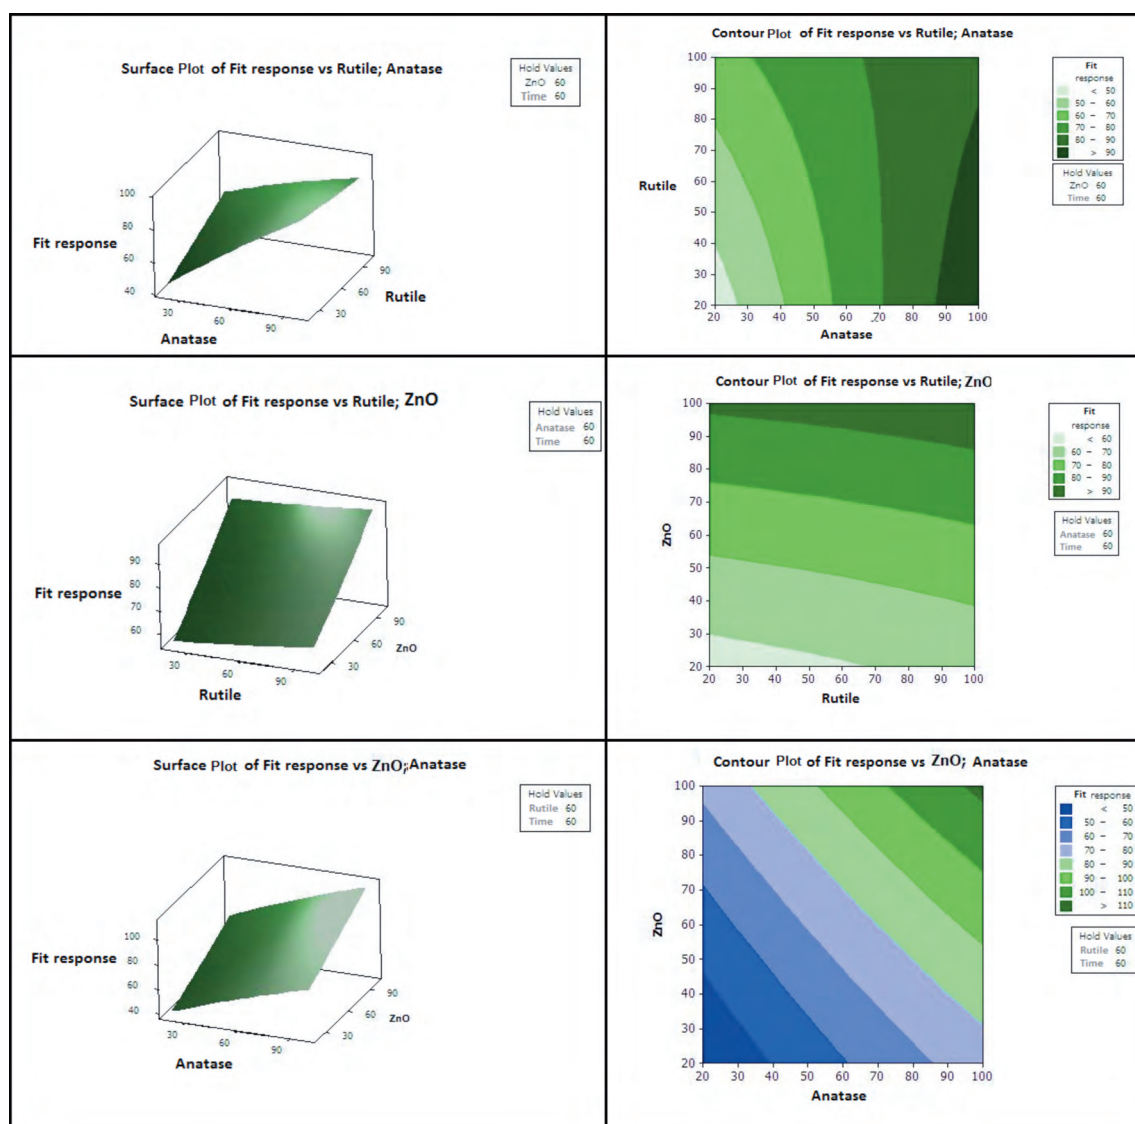 Surface Plot of Fit response vs Rutile; Anatase
Hold Values
ZnO 60
Time 60
100
80
60
40
Fit response
30
60
90
Anatase
30
60
90
Rutile
Contour Plot of Fit response vs Rutile; Anatase
100
90
80
70
60
50
40
30
20
Rutile
20 30 40 50 60 70 80 90 100
Anatase
Fit
response
< 50
50 – 60
60 – 70
70 – 80
80 – 90
> 90
Hold Values
ZnO 60
Time 60
Surface Plot of Fit response vs Rutile; ZnO
Hold Values
Anatase 60
Time 60
90
80
70
60
Fit response
30
60
90
Rutile
30
60
90
ZnO
Contour Plot of Fit response vs Rutile; ZnO
100
90
80
70
60
50
40
30
20
ZnO
20 30 40 50 60 70 80 90 100
Rutile
Fit
response
< 60
60 – 70
70 – 80
80 – 90
> 90
Hold Values
Anatase 60
Time 60
Surface Plot of Fit response vs ZnO; Anatase
Hold Values
Rutile 60
Time 60
100
80
60
40
Fit response
30
60
90
Anatase
30
60
90
ZnO
Contour Plot of Fit response vs ZnO; Anatase
100
90
80
70
60
50
40
30
20
ZnO
20 30 40 50 60 70 80 90 100
Anatase
Fit response
< 50
50 – 60
60 – 70
70 – 80
80 – 90
90 – 100
100 – 110
> 110
Hold Values
Rutile 60
Time 60